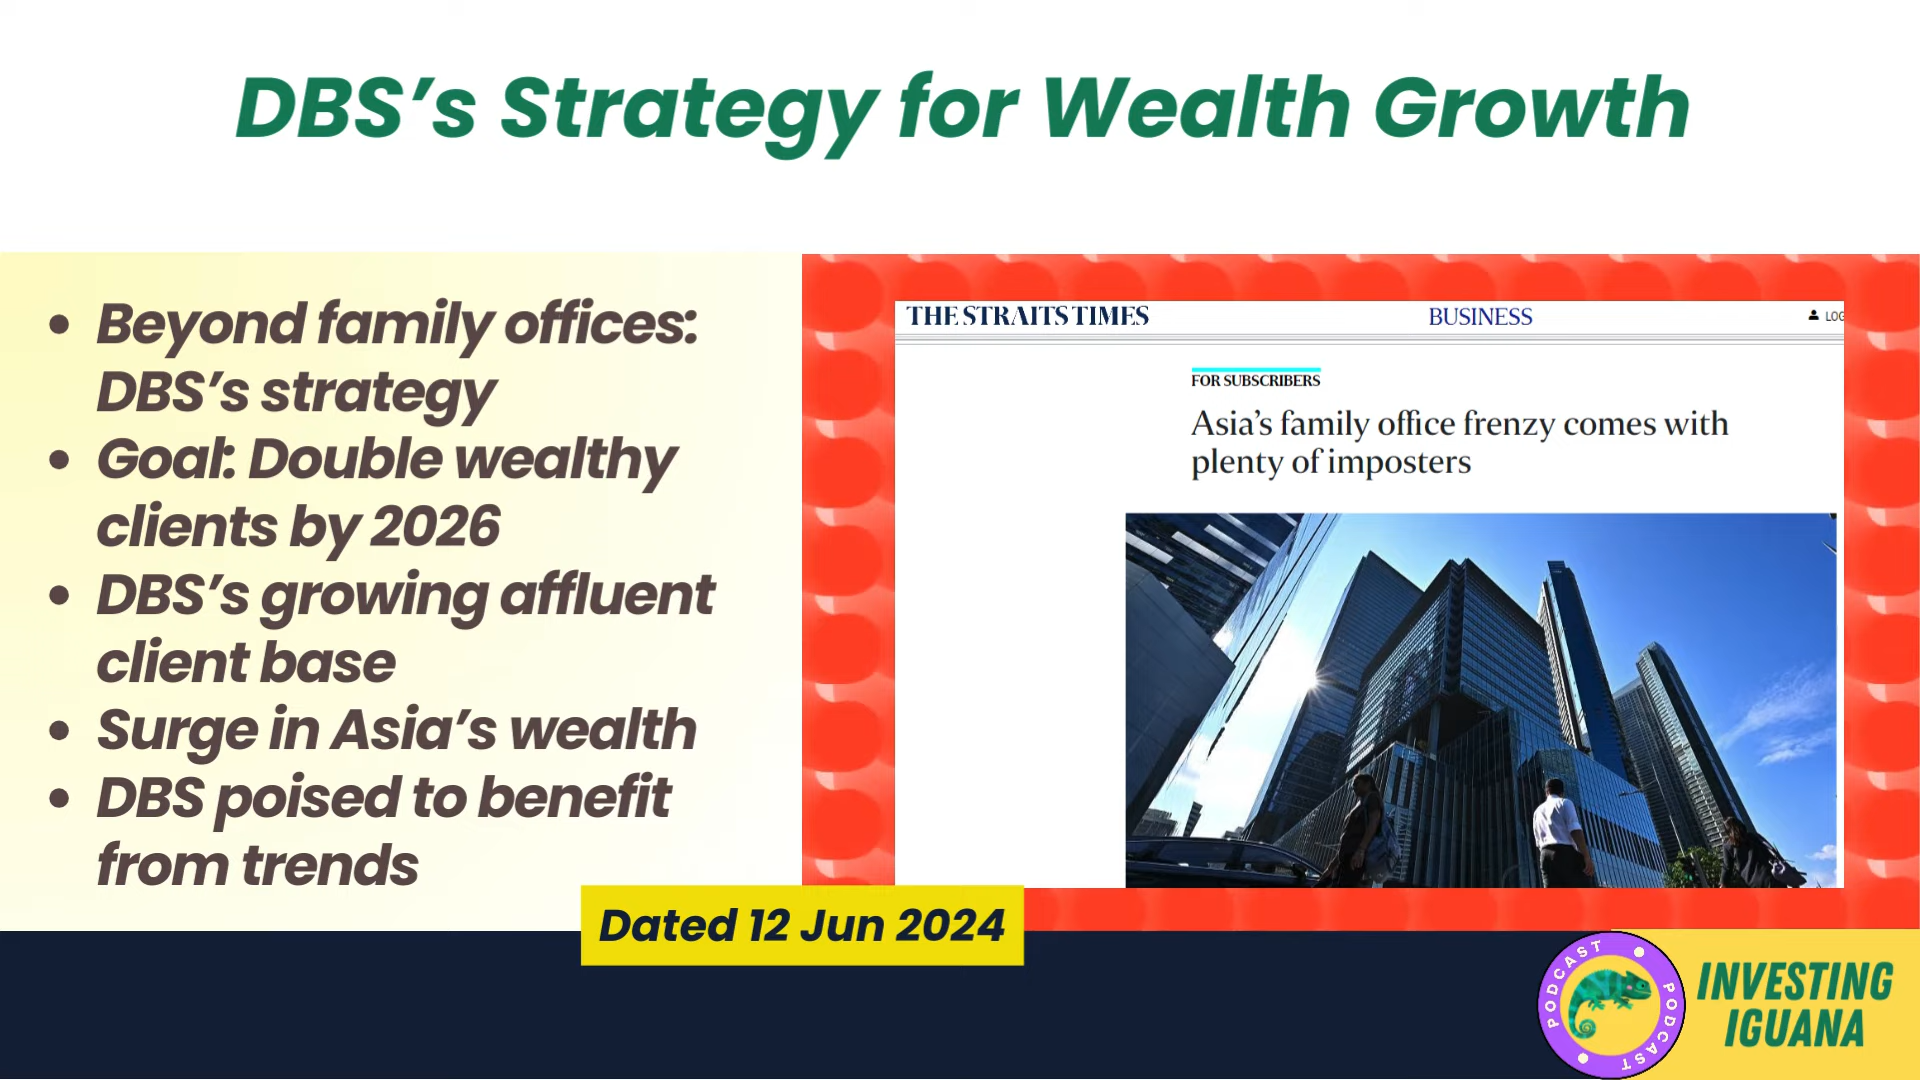 DBS’s Strategy for Wealth Growth
• Beyond family offices:
DBS’s strategy
• Goal: Double wealthy
clients by 2026
• DBS’s growing affluent
client base
• Surge in Asia’s wealth
• DBS poised to benefit
from trends
THE STRAITS TIMES
BUSINESS
LOG
FOR SUBSCRIBERS
Asia’s family office frenzy comes with
plenty of imposters
Dated 12 Jun 2024
PODCAST
PODCAST
INVESTING
IGUANA